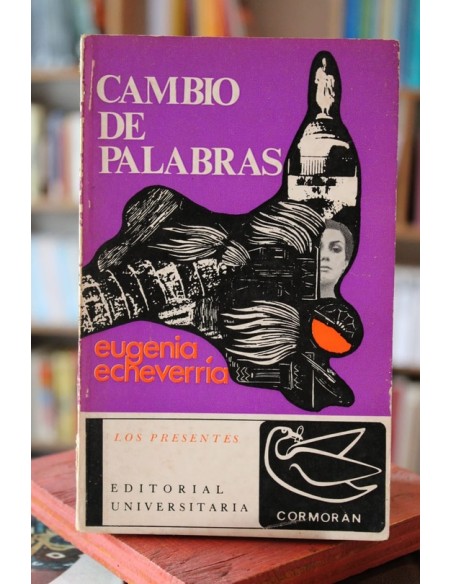 CAMBIO
DE
PALABRAS
eugenia
echeverría
LOS PRESENTES
EDITORIAL
UNIVERSITARIA
CORMORAN